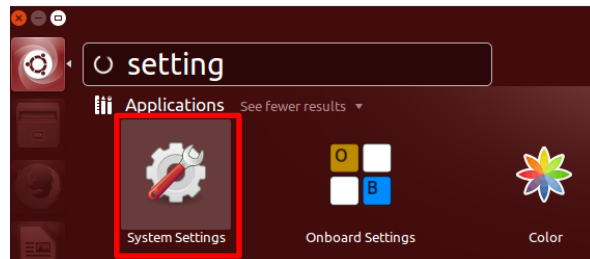 setting
Applications See fewer results
O
B
System Settings
Onboard Settings
Color